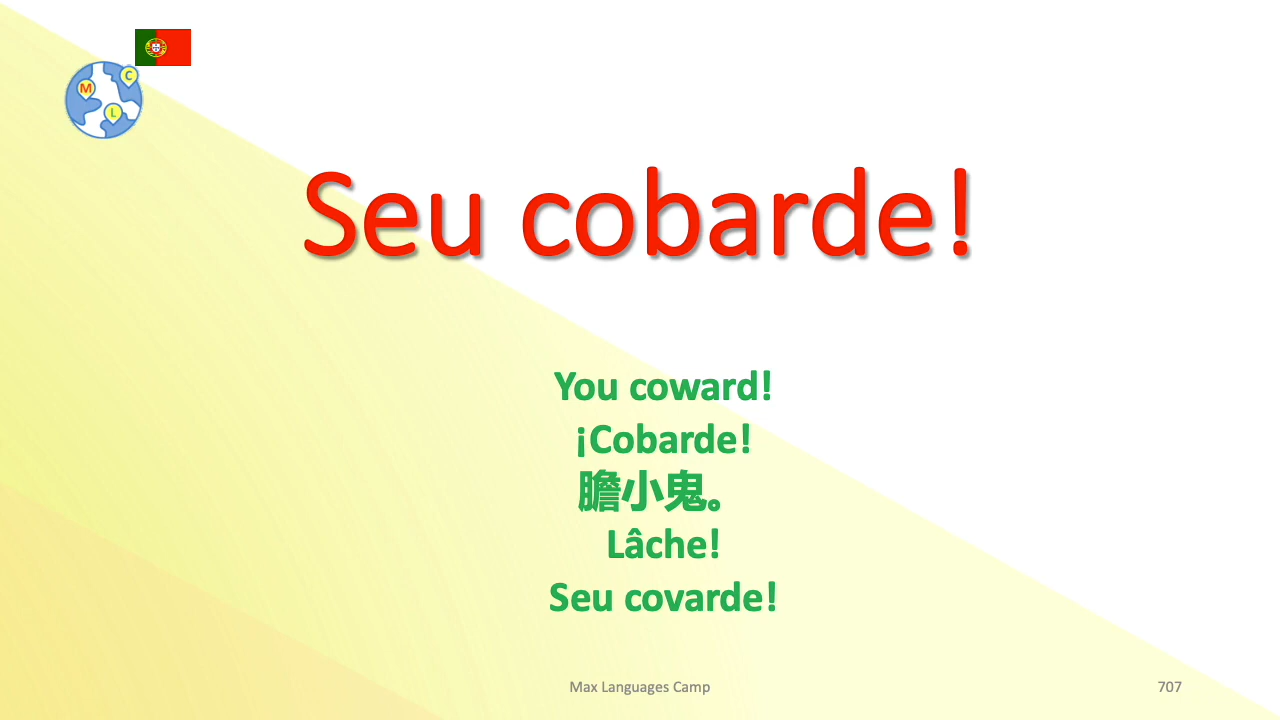 C
M
L
Seu cobarde!
You coward!
¡Cobarde!
膽小鬼。
Lâche!
Seu covarde!
Max Languages Camp
707